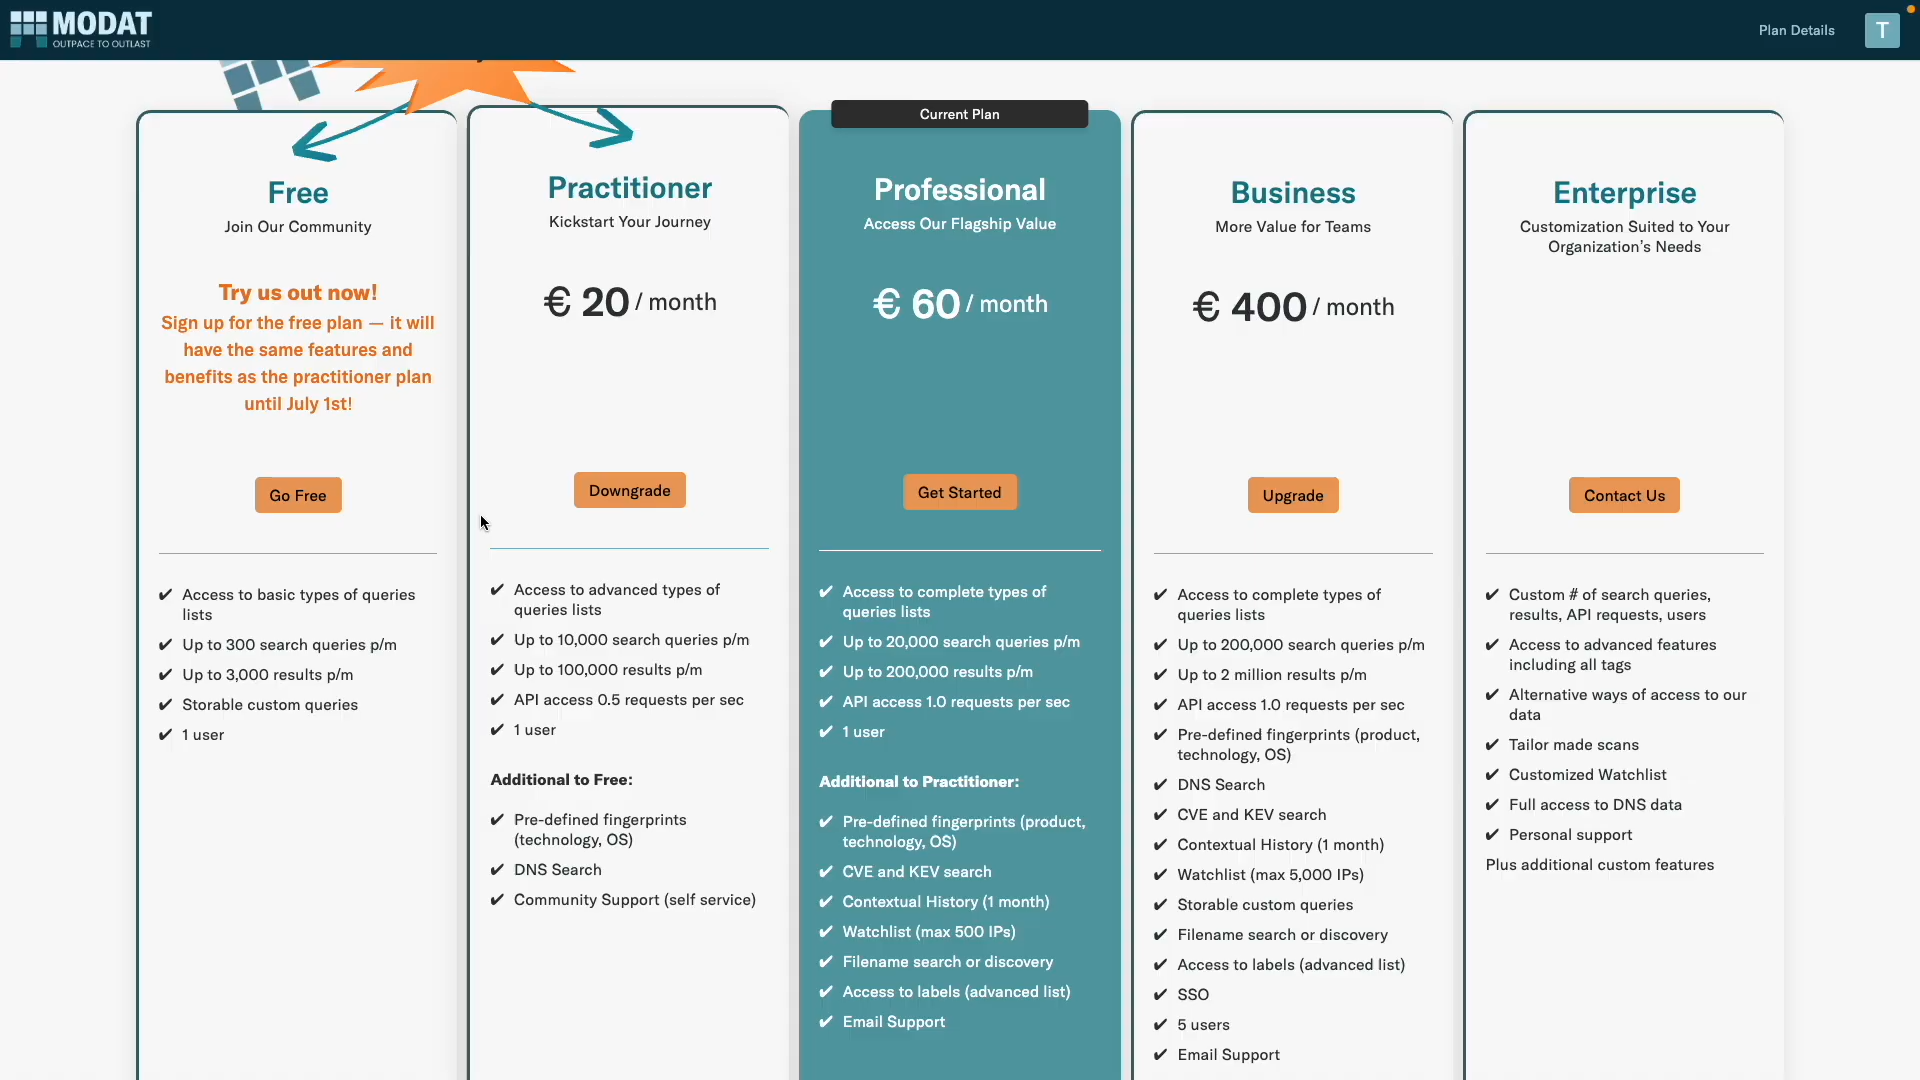 MODAT
OUTPACE TO OUTLAST
Plan Details
T
Free
Join Our Community
Try us out now!
Sign up for the free plan — it will
have the same features and
benefits as the practitioner plan
until July 1st!
Go Free
✔ Access to basic types of queries
lists
✔ Up to 300 search queries p/m
✔ Up to 3,000 results p/m
✔ Storable custom queries
✔ 1 user
Practitioner
Kickstart Your Journey
€ 20 / month
Downgrade
✔ Access to advanced types of
queries lists
✔ Up to 10,000 search queries p/m
✔ Up to 100,000 results p/m
✔ API access 0.5 requests per sec
✔ 1 user
Additional to Free:
✔ Pre-defined fingerprints
(technology, OS)
✔ DNS Search
✔ Community Support (self service)
Current Plan
Professional
Access Our Flagship Value
€ 60 / month
Get Started
✔ Access to complete types of
queries lists
✔ Up to 20,000 search queries p/m
✔ Up to 200,000 results p/m
✔ API access 1.0 requests per sec
✔ 1 user
Additional to Practitioner:
✔ Pre-defined fingerprints (product,
technology, OS)
✔ CVE and KEV search
✔ Contextual History (1 month)
✔ Watchlist (max 500 IPs)
✔ Filename search or discovery
✔ Access to labels (advanced list)
✔ Email Support
Business
More Value for Teams
€ 400 / month
Upgrade
✔ Access to complete types of
queries lists
✔ Up to 200,000 search queries p/m
✔ Up to 2 million results p/m
✔ API access 1.0 requests per sec
✔ Pre-defined fingerprints (product,
technology, OS)
✔ DNS Search
✔ CVE and KEV search
✔ Contextual History (1 month)
✔ Watchlist (max 5,000 IPs)
✔ Storable custom queries
✔ Filename search or discovery
✔ Access to labels (advanced list)
✔ SSO
✔ 5 users
✔ Email Support
Enterprise
Customization Suited to Your
Organization's Needs
Contact Us
✔ Custom # of search queries,
results, API requests, users
✔ Access to advanced features
including all tags
✔ Alternative ways of access to our
data
✔ Tailor made scans
✔ Customized Watchlist
✔ Full access to DNS data
✔ Personal support
Plus additional custom features